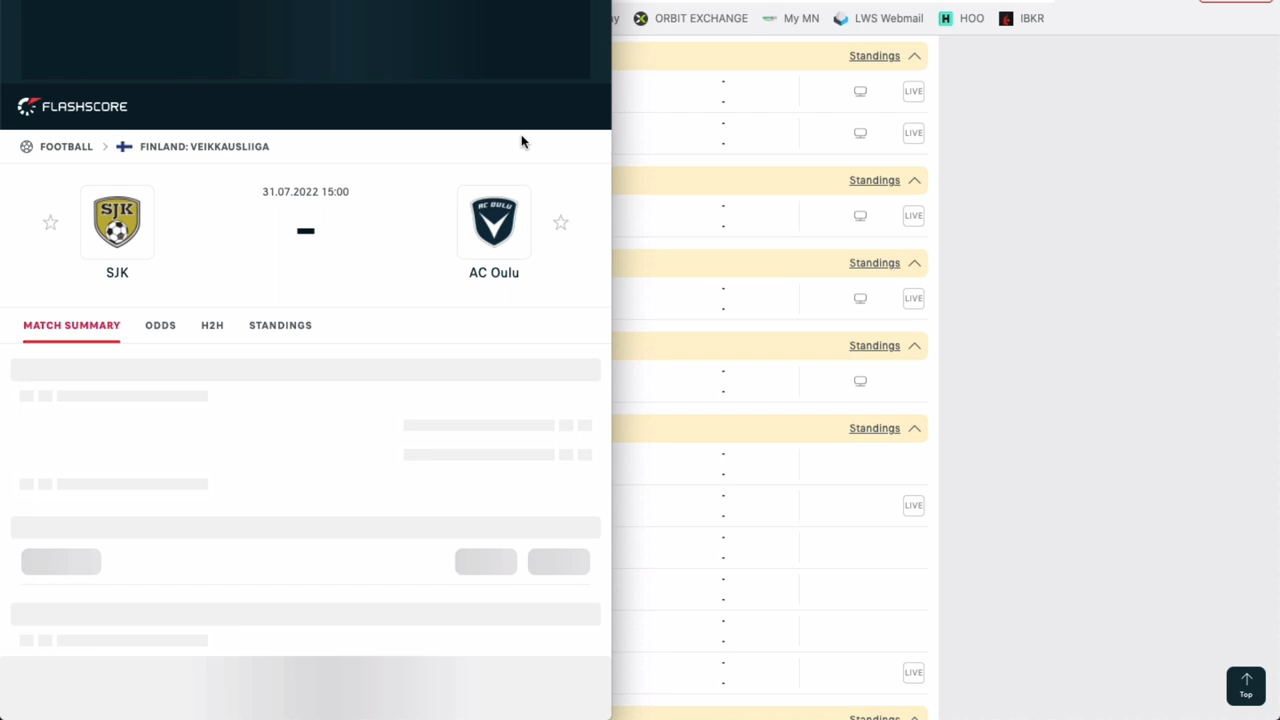 y
ORBIT EXCHANGE
My MN
LWS Webmail
H
HOO
IBKR
Standings
LIVE
LIVE
Standings
LIVE
Standings
LIVE
Standings
Standings
LIVE
LIVE
Standings
Top
FLASHSCORE
FOOTBALL
FINLAND: VEIKKAUSLIIGA
31.07.2022 15:00
SJK
AC OULU
-
SJK
AC Oulu
MATCH SUMMARY
ODDS
H2H
STANDINGS